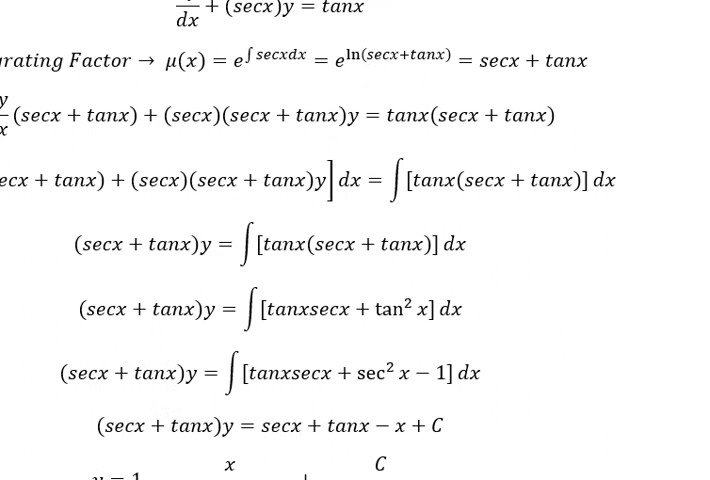 dx + (secx)y = tanx
Factor → μ(x) = e^∫ secxdx = e^ln(secx+tanx) = secx + tanx
(secx + tanx) + (secx)(secx + tanx)y = tanx(secx + tanx)
+ tanx) + (secx)(secx + tanx)y] dx = ∫ [tanx(secx + tanx)] dx
(secx + tanx)y = ∫ [tanx(secx + tanx)] dx
(secx + tanx)y = ∫ [tanxsecx + tan² x] dx
(secx + tanx)y = ∫ [tanxsecx + sec² x − 1] dx
(secx + tanx)y = secx + tanx − x + C
x C